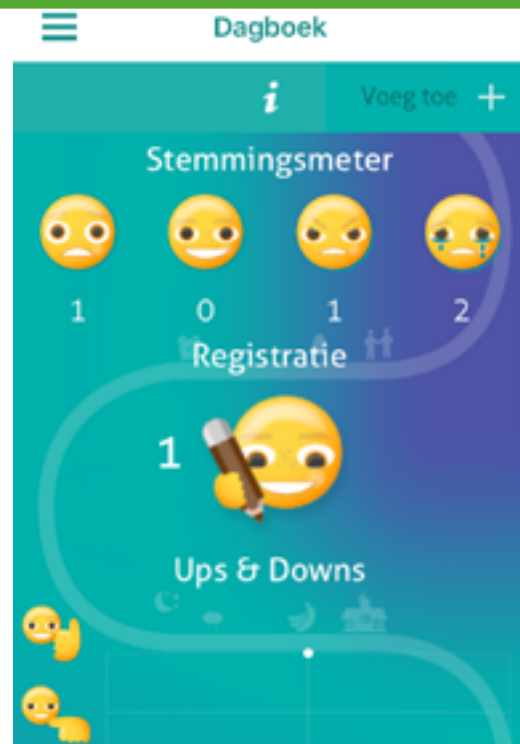 Dagboek
i Voeg toe +
Stemmingsmeter
1 0 1 2
Registratie
1
Ups & Downs